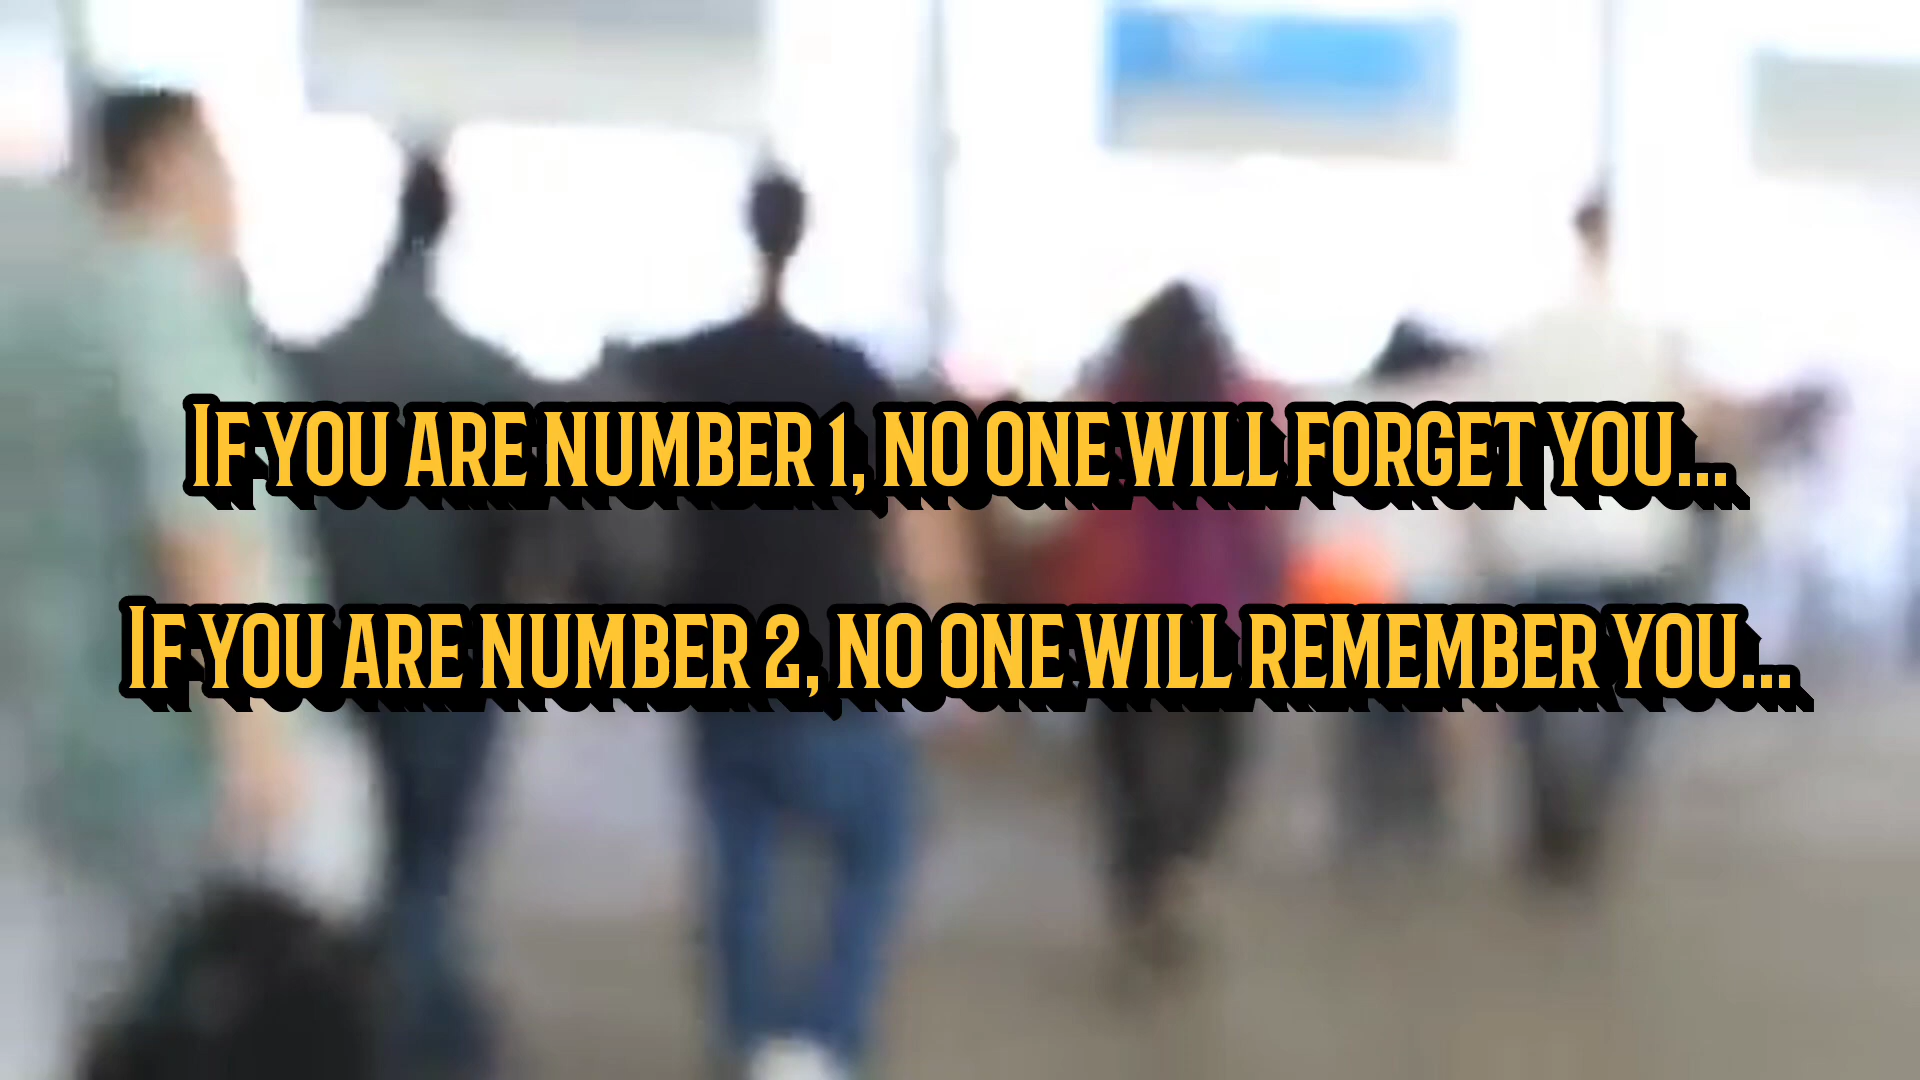 If you are number 1, no one will forget you...
If you are number 2, no one will remember you...